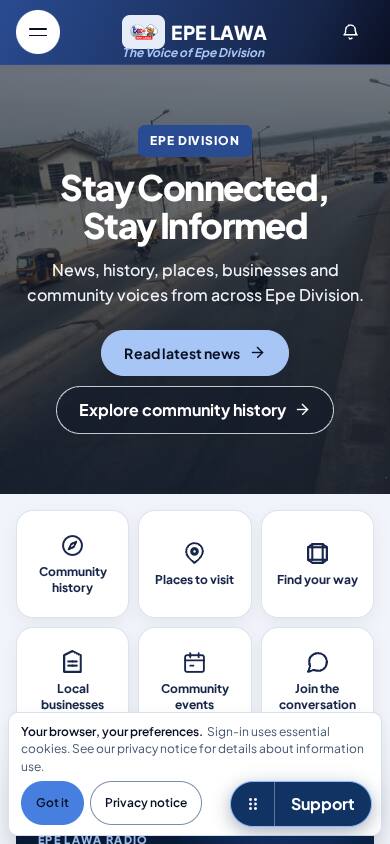 EPE LAWA
The Voice of Epe Division
EPE DIVISION
Stay Connected,
Stay Informed
News, history, places, businesses and
community voices from across Epe Division.
Read latest news
Explore community history
Community
history
Places to visit
Find your way
Local
businesses
Community
events
Join the
conversation
Your browser, your preferences. Sign-in uses essential
cookies. See our privacy notice for details about information
use.
Got it
Privacy notice
Support
EPE LAWA RADIO